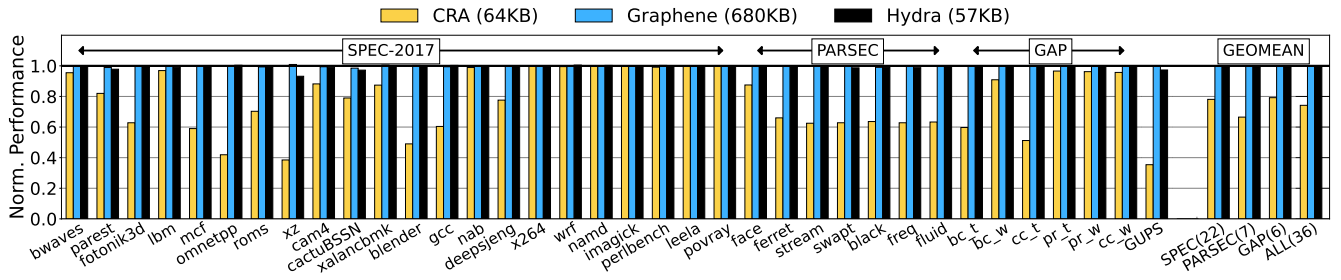 CRA (64KB) Graphene (680KB) Hydra (57KB)
SPEC-2017 PARSEC GAP GEOMEAN
Norm. Performance
1.0
0.8
0.6
0.4
0.2
0.0
bwaves
parest
fotonik3d
lbm
mcf
omnetpp
roms
xz
cam4
cactuBSSN
xalancbmk
blender
gcc
nab
deepsjeng
x264
wrf
namd
imagick
perlbench
leela
povray
face
ferret
stream
swapt
black
freq
fluid
bc_t
bc_w
cc_t
pr_t
pr_w
cc_w
GUPS
SPEC(22)
PARSEC(7)
GAP(6)
ALL(36)